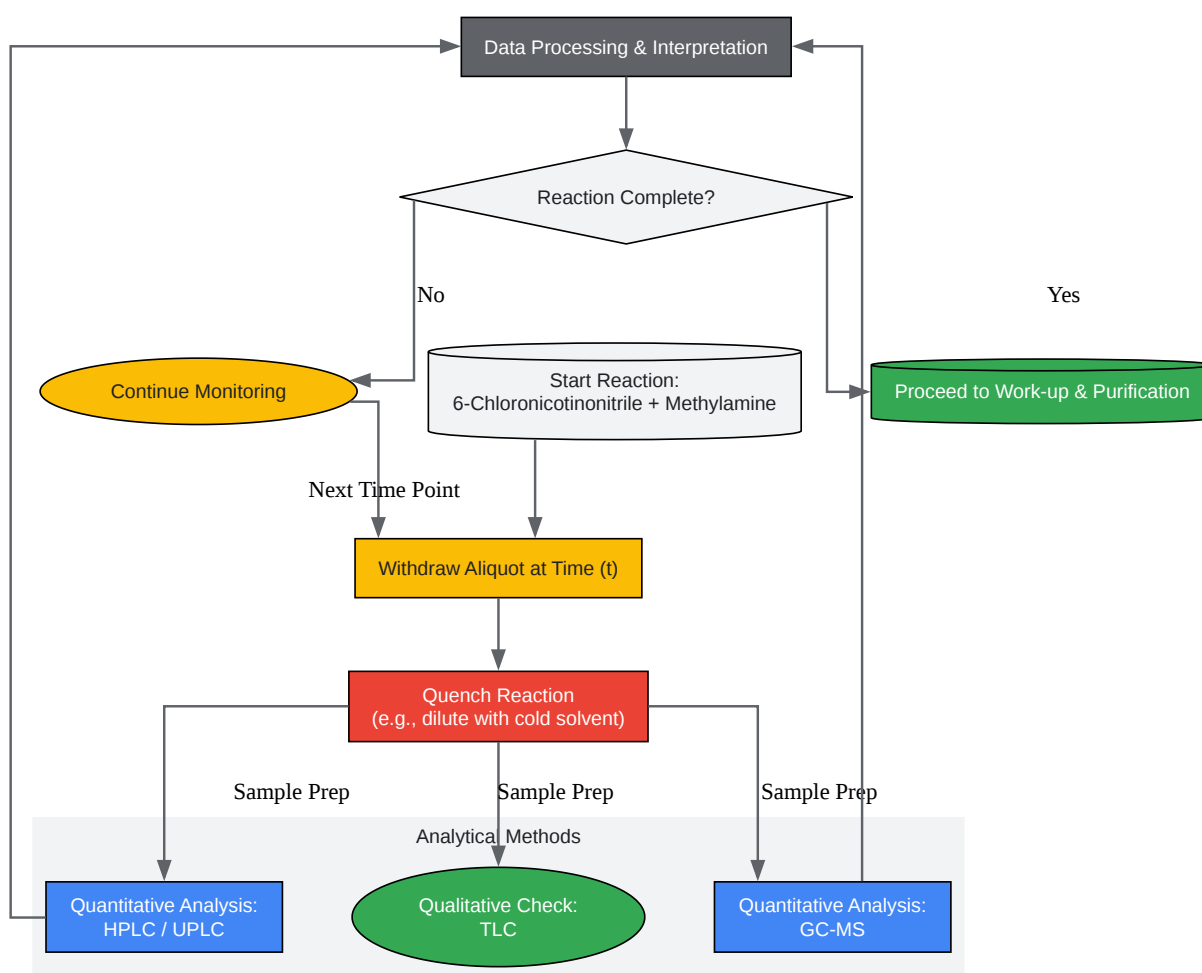 Data Processing & Interpretation
Reaction Complete?
No
Yes
Continue Monitoring
Start Reaction:
6-Chloronicotinonitrile + Methylamine
Proceed to Work-up & Purification
Next Time Point
Withdraw Aliquot at Time (t)
Quench Reaction
(e.g., dilute with cold solvent)
Sample Prep
Sample Prep
Sample Prep
Analytical Methods
Quantitative Analysis:
HPLC / UPLC
Qualitative Check:
TLC
Quantitative Analysis:
GC-MS